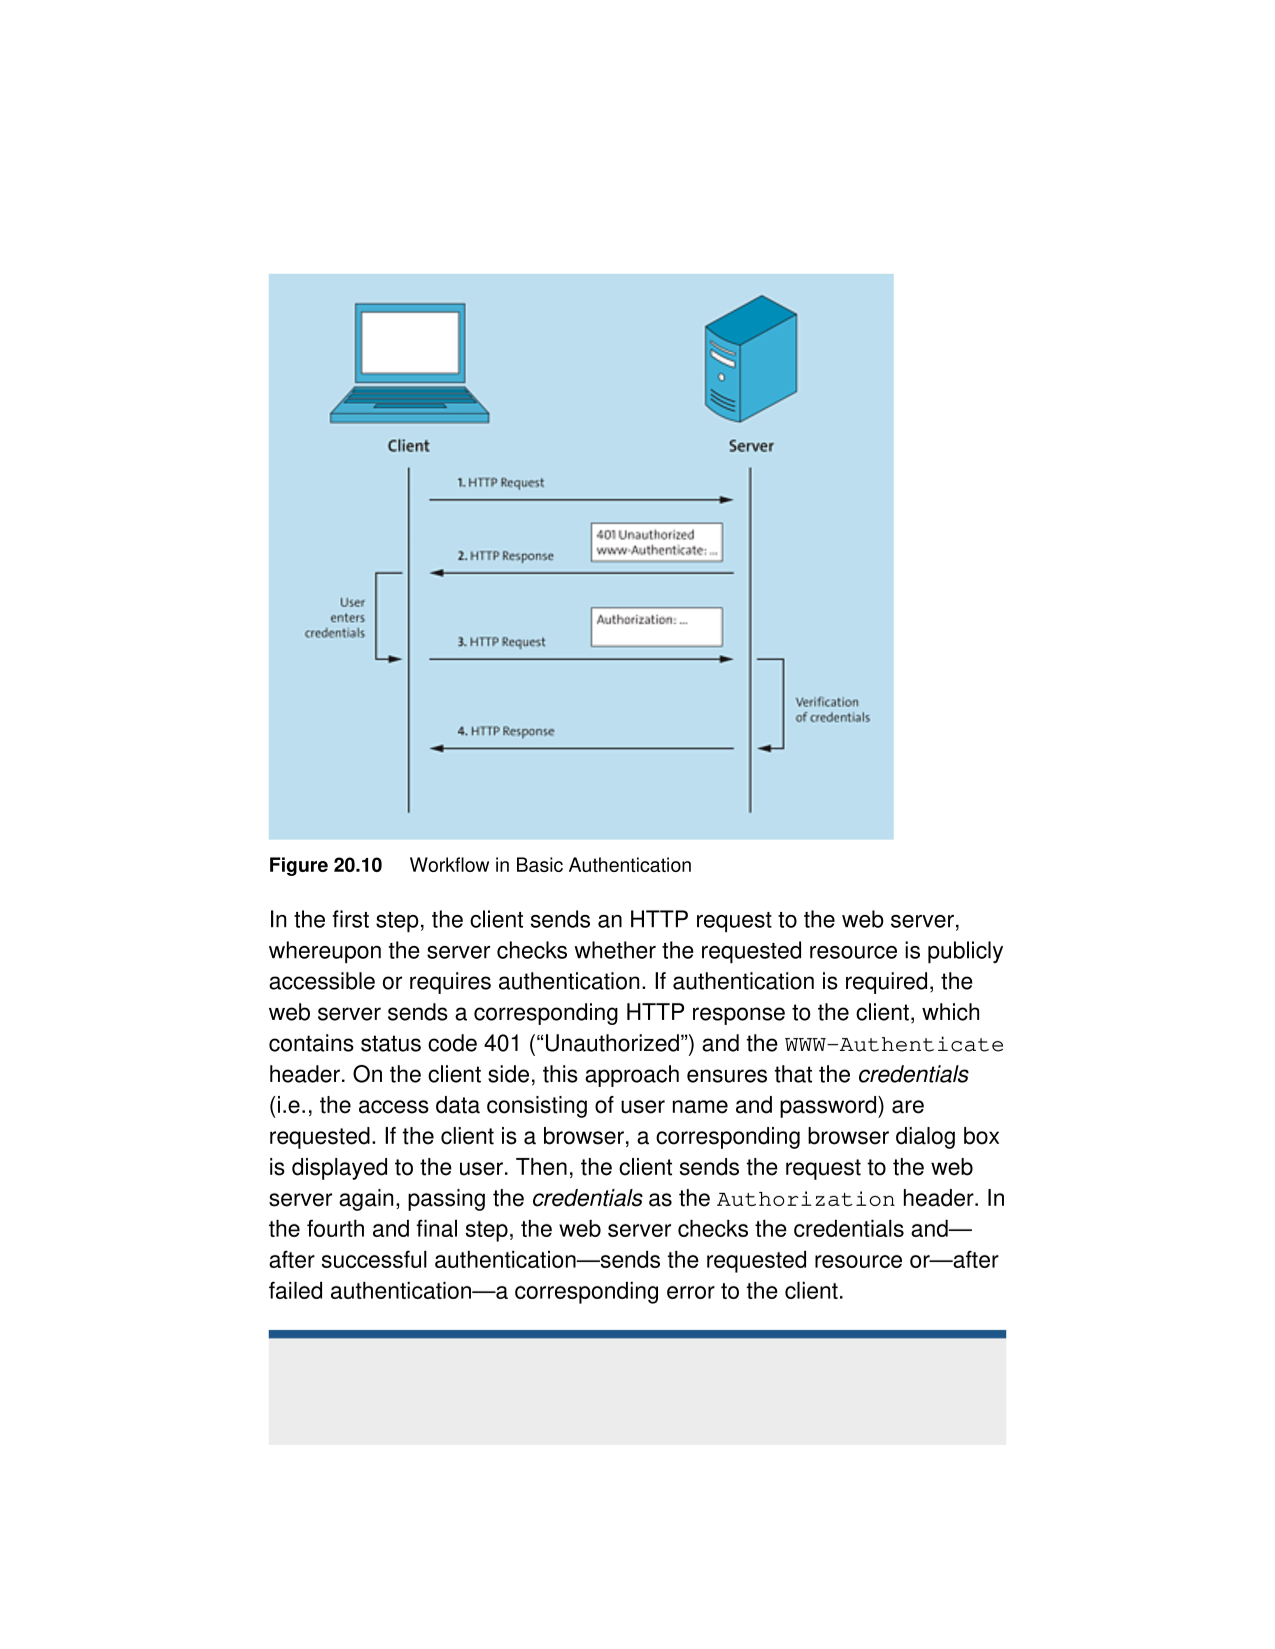 Client
Server
1. HTTP Request
401 Unauthorized
www-Authenticate: ...
2. HTTP Response
User
enters
credentials
Authorization: ...
3. HTTP Request
Verification
of credentials
4. HTTP Response
Figure 20.10 Workflow in Basic Authentication
In the first step, the client sends an HTTP request to the web server,
whereupon the server checks whether the requested resource is publicly
accessible or requires authentication. If authentication is required, the
web server sends a corresponding HTTP response to the client, which
contains status code 401 (“Unauthorized”) and the WWW-Authenticate
header. On the client side, this approach ensures that the credentials
(i.e., the access data consisting of user name and password) are
requested. If the client is a browser, a corresponding browser dialog box
is displayed to the user. Then, the client sends the request to the web
server again, passing the credentials as the Authorization header. In
the fourth and final step, the web server checks the credentials and—
after successful authentication—sends the requested resource or—after
failed authentication—a corresponding error to the client.